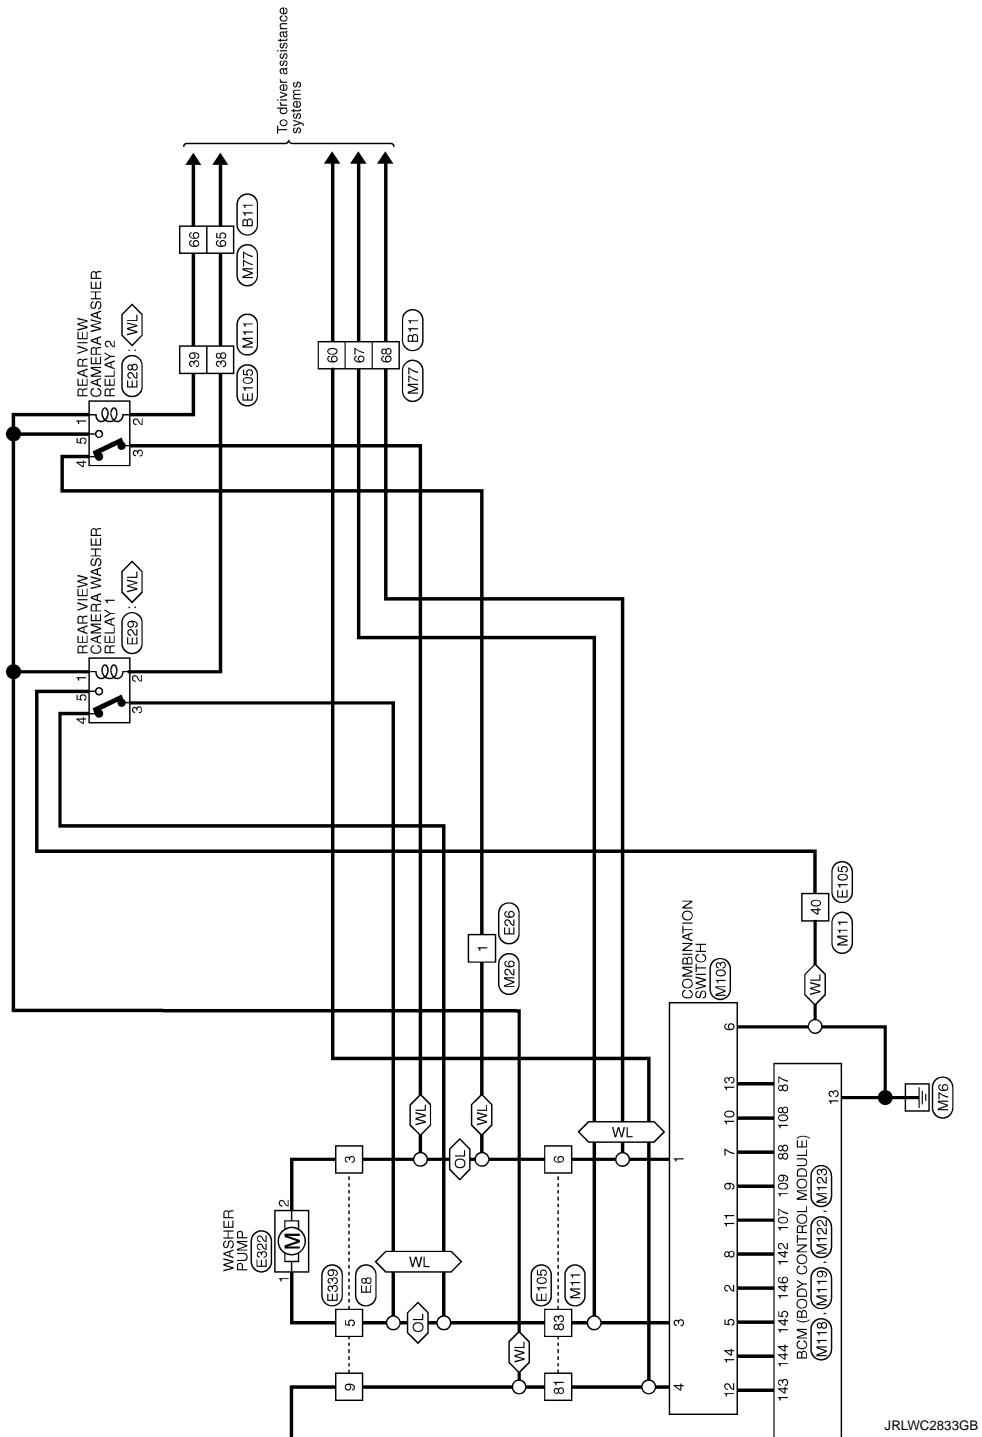 To driver assistance
systems
66
65
B11
M77
39
38
M11
E105
60
67
68
B11
M77
REAR VIEW
CAMERA WASHER
RELAY 2
E28 : WL
1
5
4
2
3
REAR VIEW
CAMERA WASHER
RELAY 1
E29 : WL
1
5
4
2
3
40
E105
M11
WL
1
E26
M26
COMBINATION
SWITCH
M103
WL
WL
OL
WL
WASHER
PUMP
E322
M
2
1
3
6
E339
E8
5
WL
OL
E105
M11
83
9
WL
81
1
3
4
6
13
10
7
9
11
8
2
5
14
12
87
108
88
109
107
142
146
145
144
143
13
BCM (BODY CONTROL MODULE)
M118 , M119 , M122 , M123
M76
JRLWC2833GB